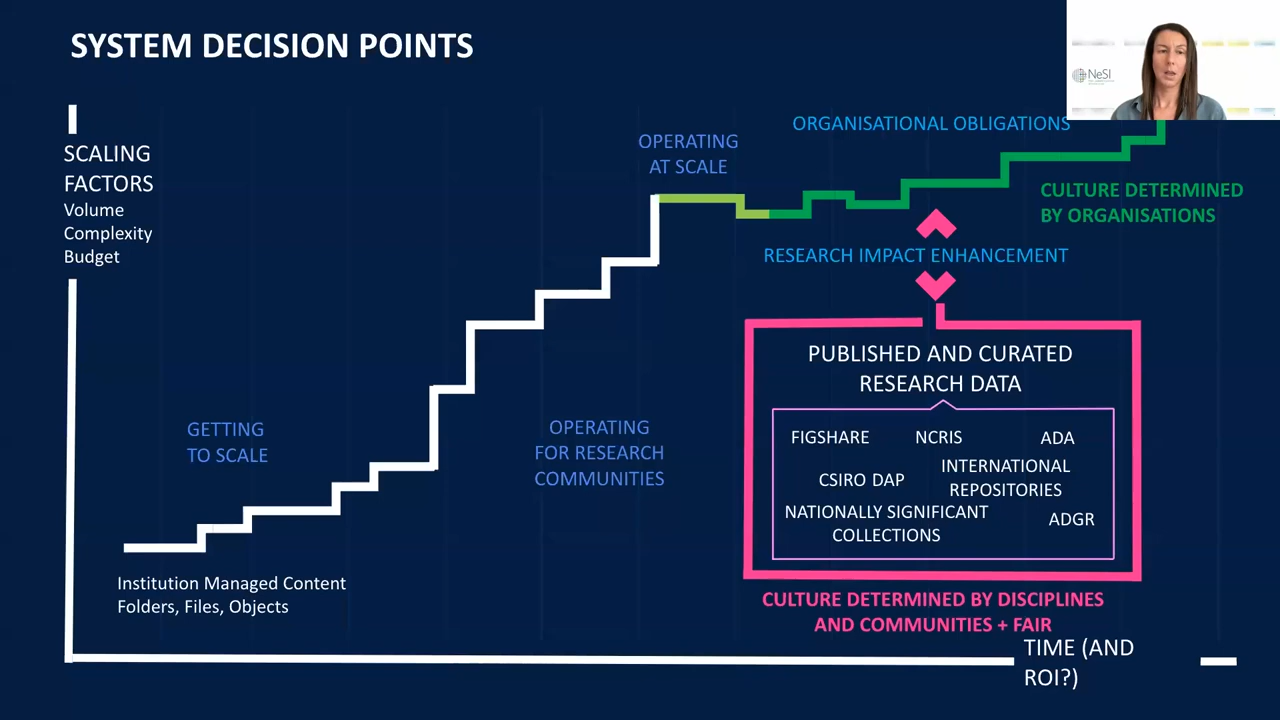 SYSTEM DECISION POINTS
NeSI
SCALING
FACTORS
Volume
Complexity
Budget
OPERATING
AT SCALE
ORGANISATIONAL OBLIGATIONS
CULTURE DETERMINED
BY ORGANISATIONS
RESEARCH IMPACT ENHANCEMENT
GETTING
TO SCALE
OPERATING
FOR RESEARCH
COMMUNITIES
PUBLISHED AND CURATED
RESEARCH DATA
FIGSHARE NCRIS ADA
CSIRO DAP
INTERNATIONAL
REPOSITORIES
NATIONALLY SIGNIFICANT
COLLECTIONS
ADGR
Institution Managed Content
Folders, Files, Objects
CULTURE DETERMINED BY DISCIPLINES
AND COMMUNITIES + FAIR
TIME (AND
ROI?)